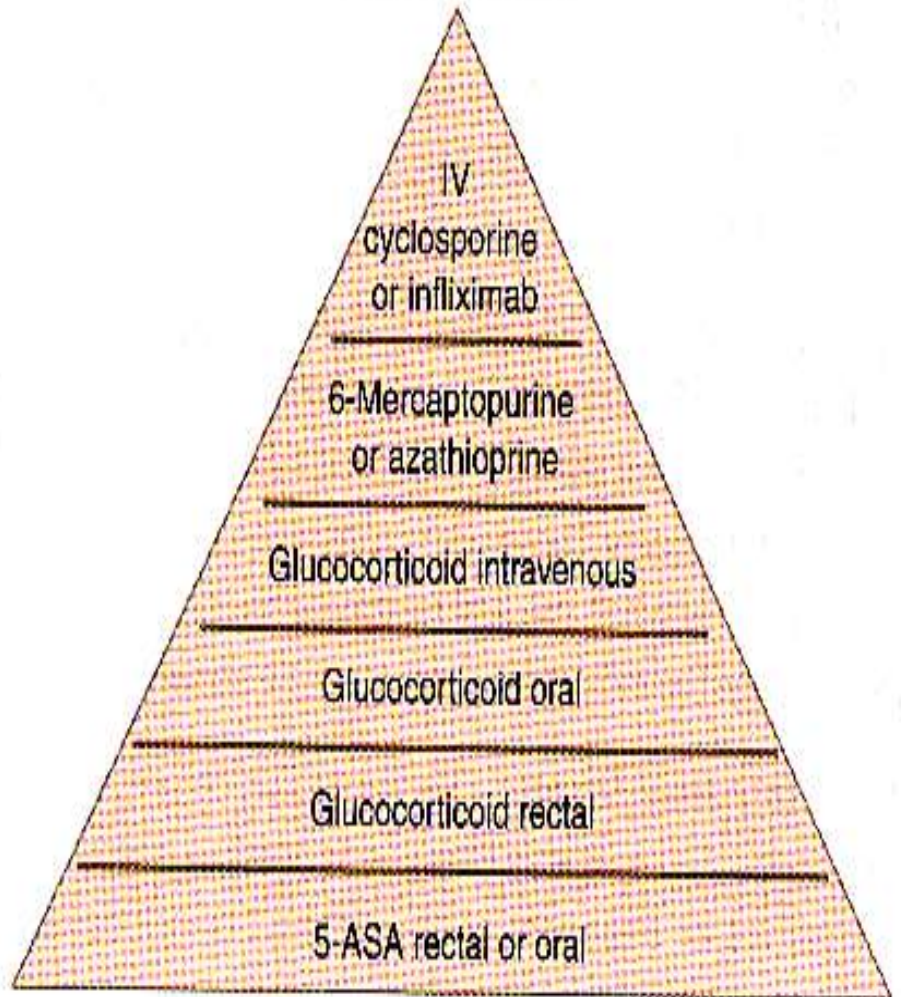 IV
cyclosporine
or infliximab
6-Mercaptopurine
or azathioprine
Glucocorticoid intravenous
Glucocorticoid oral
Glucocorticoid rectal
5-ASA rectal or oral